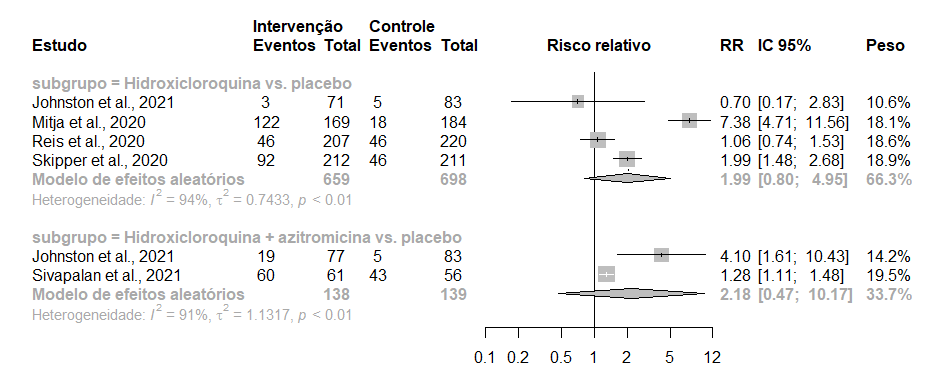 Intervenção Controle
Estudo Eventos Total Eventos Total Risco relativo RR IC 95% Peso
subgrupo = Hidroxicloroquina vs. placebo
Johnston et al., 2021 3 71 5 83 0.70 [0.17; 2.83] 10.6%
Mitja et al., 2020 122 169 18 184 7.38 [4.71; 11.56] 18.1%
Reis et al., 2020 46 207 46 220 1.06 [0.74; 1.53] 18.6%
Skipper et al., 2020 92 212 46 211 1.99 [1.48; 2.68] 18.9%
Modelo de efeitos aleatórios 659 698 1.99 [0.80; 4.95] 66.3%
Heterogeneidade: I² = 94%, τ² = 0.7433, p < 0.01
subgrupo = Hidroxicloroquina + azitromicina vs. placebo
Johnston et al., 2021 19 77 5 83 4.10 [1.61; 10.43] 14.2%
Sivapalan et al., 2021 60 61 43 56 1.28 [1.11; 1.48] 19.5%
Modelo de efeitos aleatórios 138 139 2.18 [0.47; 10.17] 33.7%
Heterogeneidade: I² = 91%, τ² = 1.1317, p < 0.01
0.1 0.2 0.5 1 2 5 12